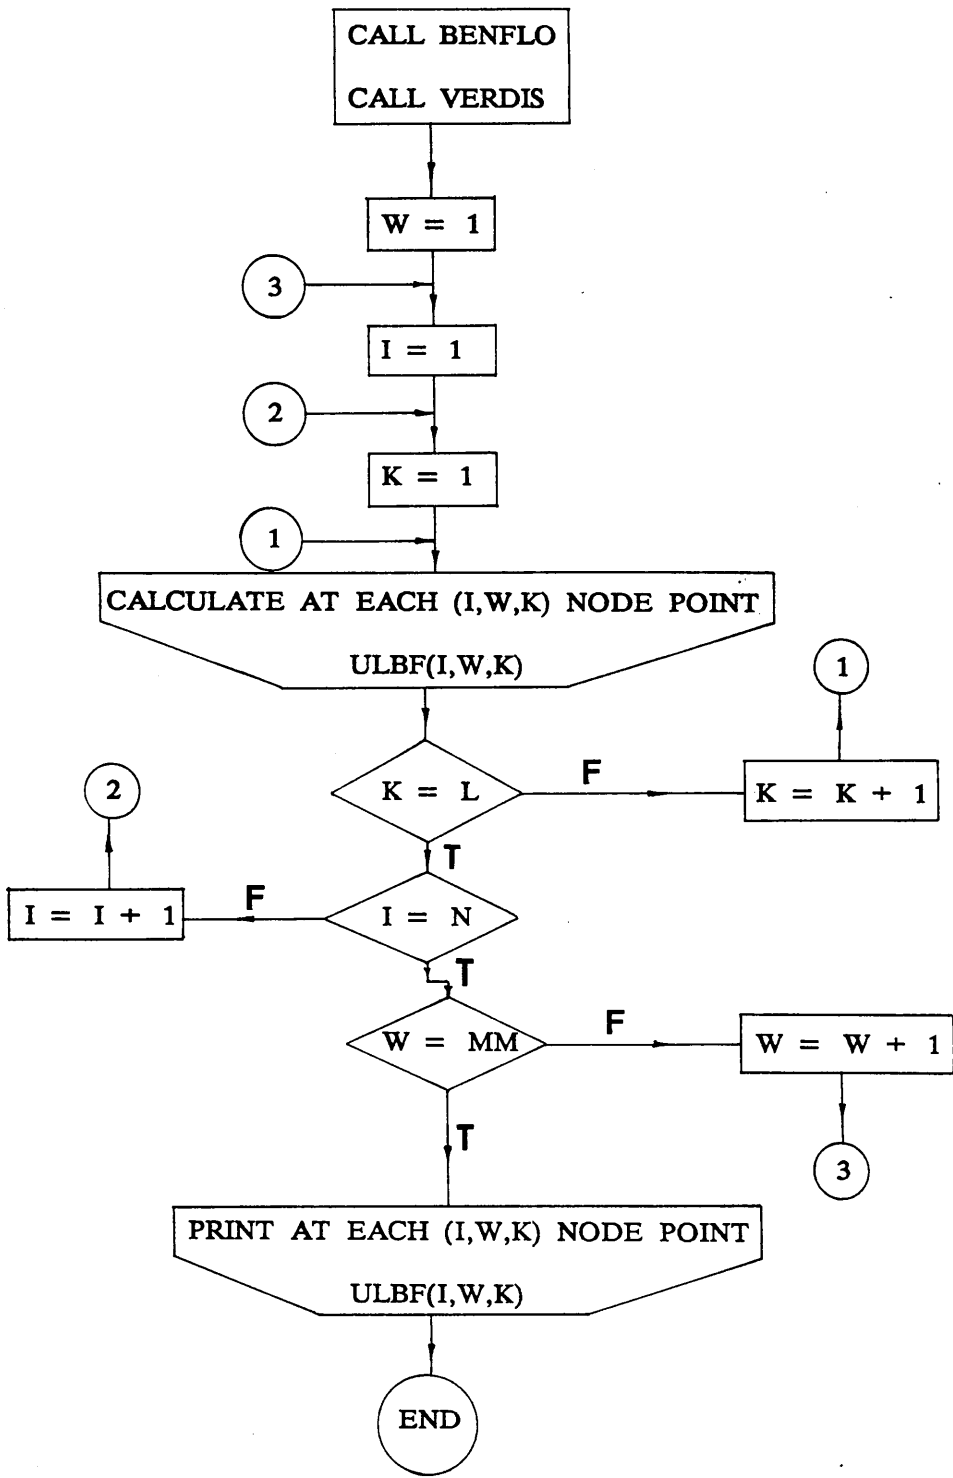 CALL BENFLO
CALL VERDIS
W = 1
3
I = 1
2
K = 1
1
CALCULATE AT EACH (I,W,K) NODE POINT
ULBF(I,W,K)
1
K = L
F
K = K + 1
2
T
I = I + 1
F
I = N
T
W = MM
F
W = W + 1
T
3
PRINT AT EACH (I,W,K) NODE POINT
ULBF(I,W,K)
END